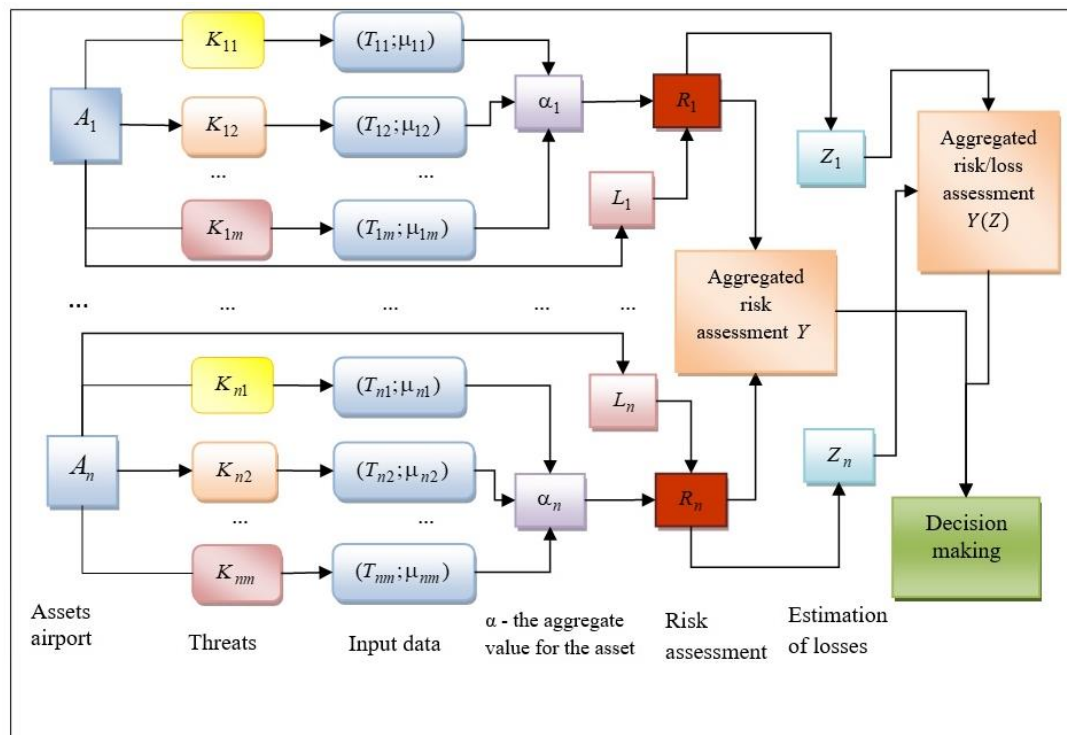 K11
(T11;μ11)
A1
K12
(T12;μ12)
α1
R1
...
...
K1m
(T1m;μ1m)
L1
Z1
Aggregated
risk/loss
assessment
Y(Z)
Aggregated
risk
assessment Y
...
...
...
...
...
Kn1
(Tn1;μn1)
Ln
An
Kn2
(Tn2;μn2)
αn
Rn
Zn
...
...
Knm
(Tnm;μnm)
Decision
making
Assets
airport
Threats
Input data
α - the aggregate
value for the asset
Risk
assessment
Estimation
of losses